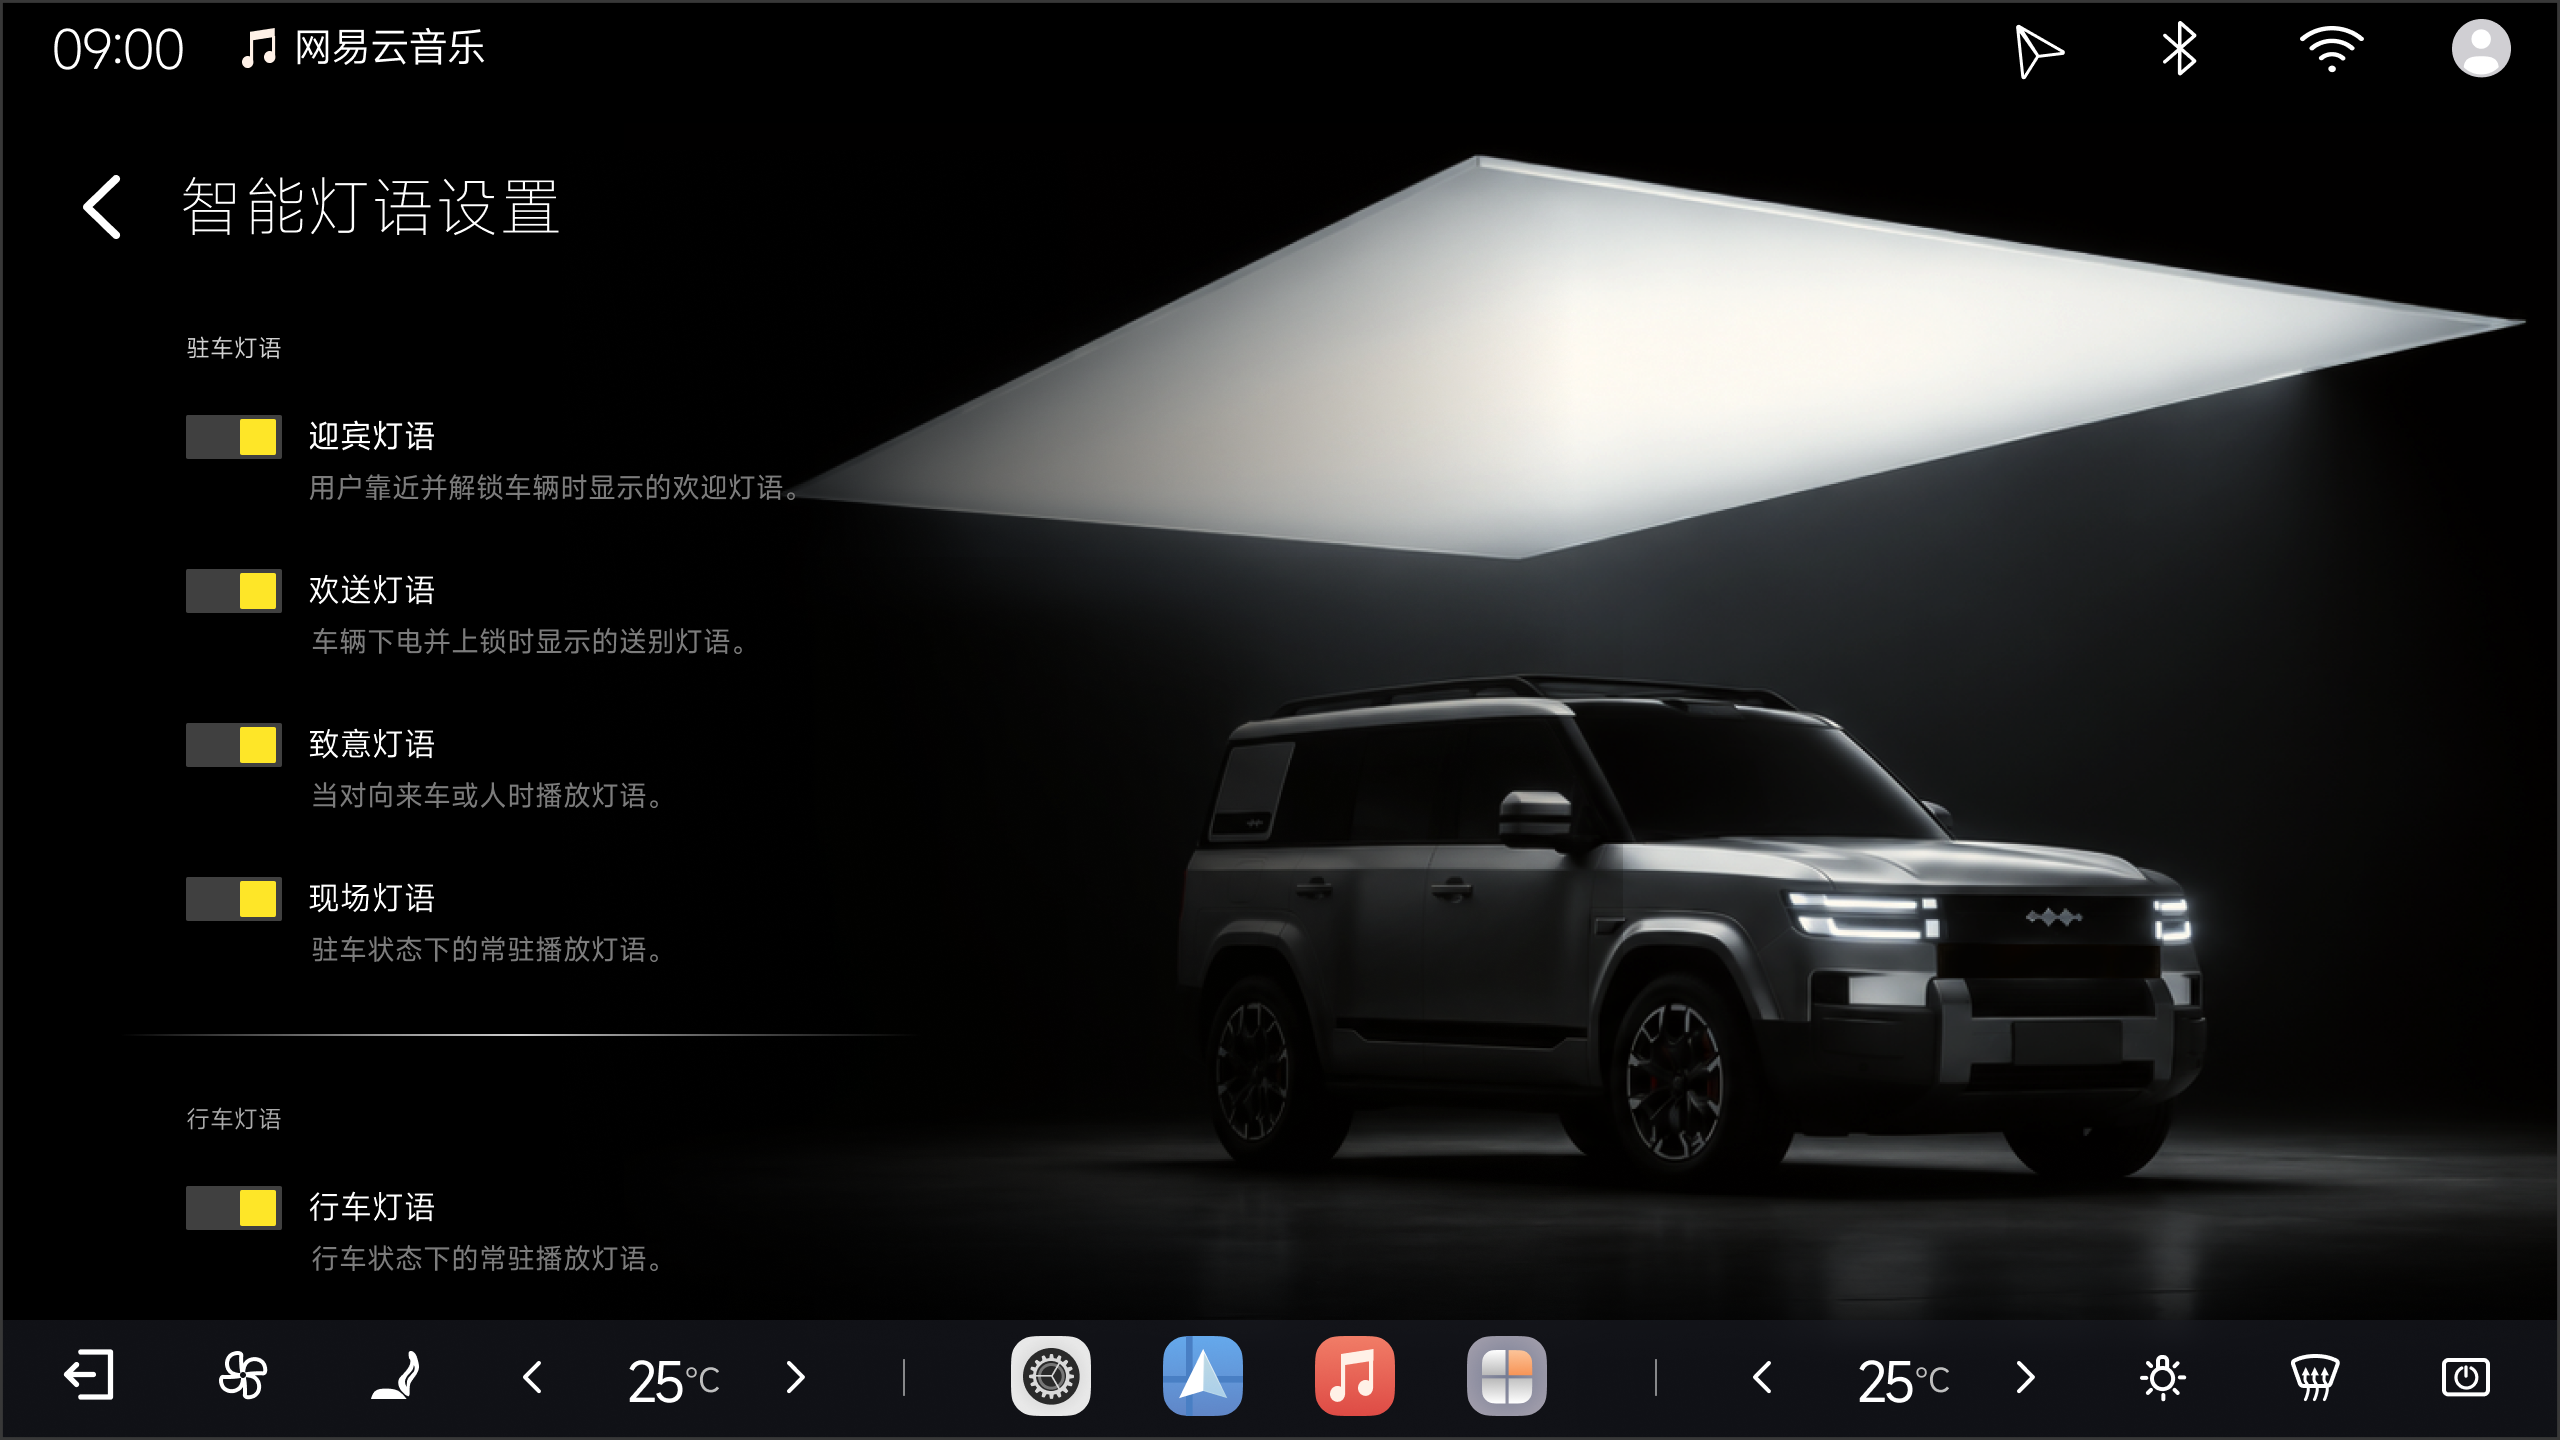 09:00 网易云音乐
智能灯语设置
驻车灯语
迎宾灯语
用户靠近并解锁车辆时显示的欢迎灯语。
欢送灯语
车辆下电并上锁时显示的送别灯语。
致意灯语
当对向来车或人时播放灯语。
现场灯语
驻车状态下的常驻播放灯语。
行车灯语
行车灯语
行车状态下的常驻播放灯语。
25°C 25°C